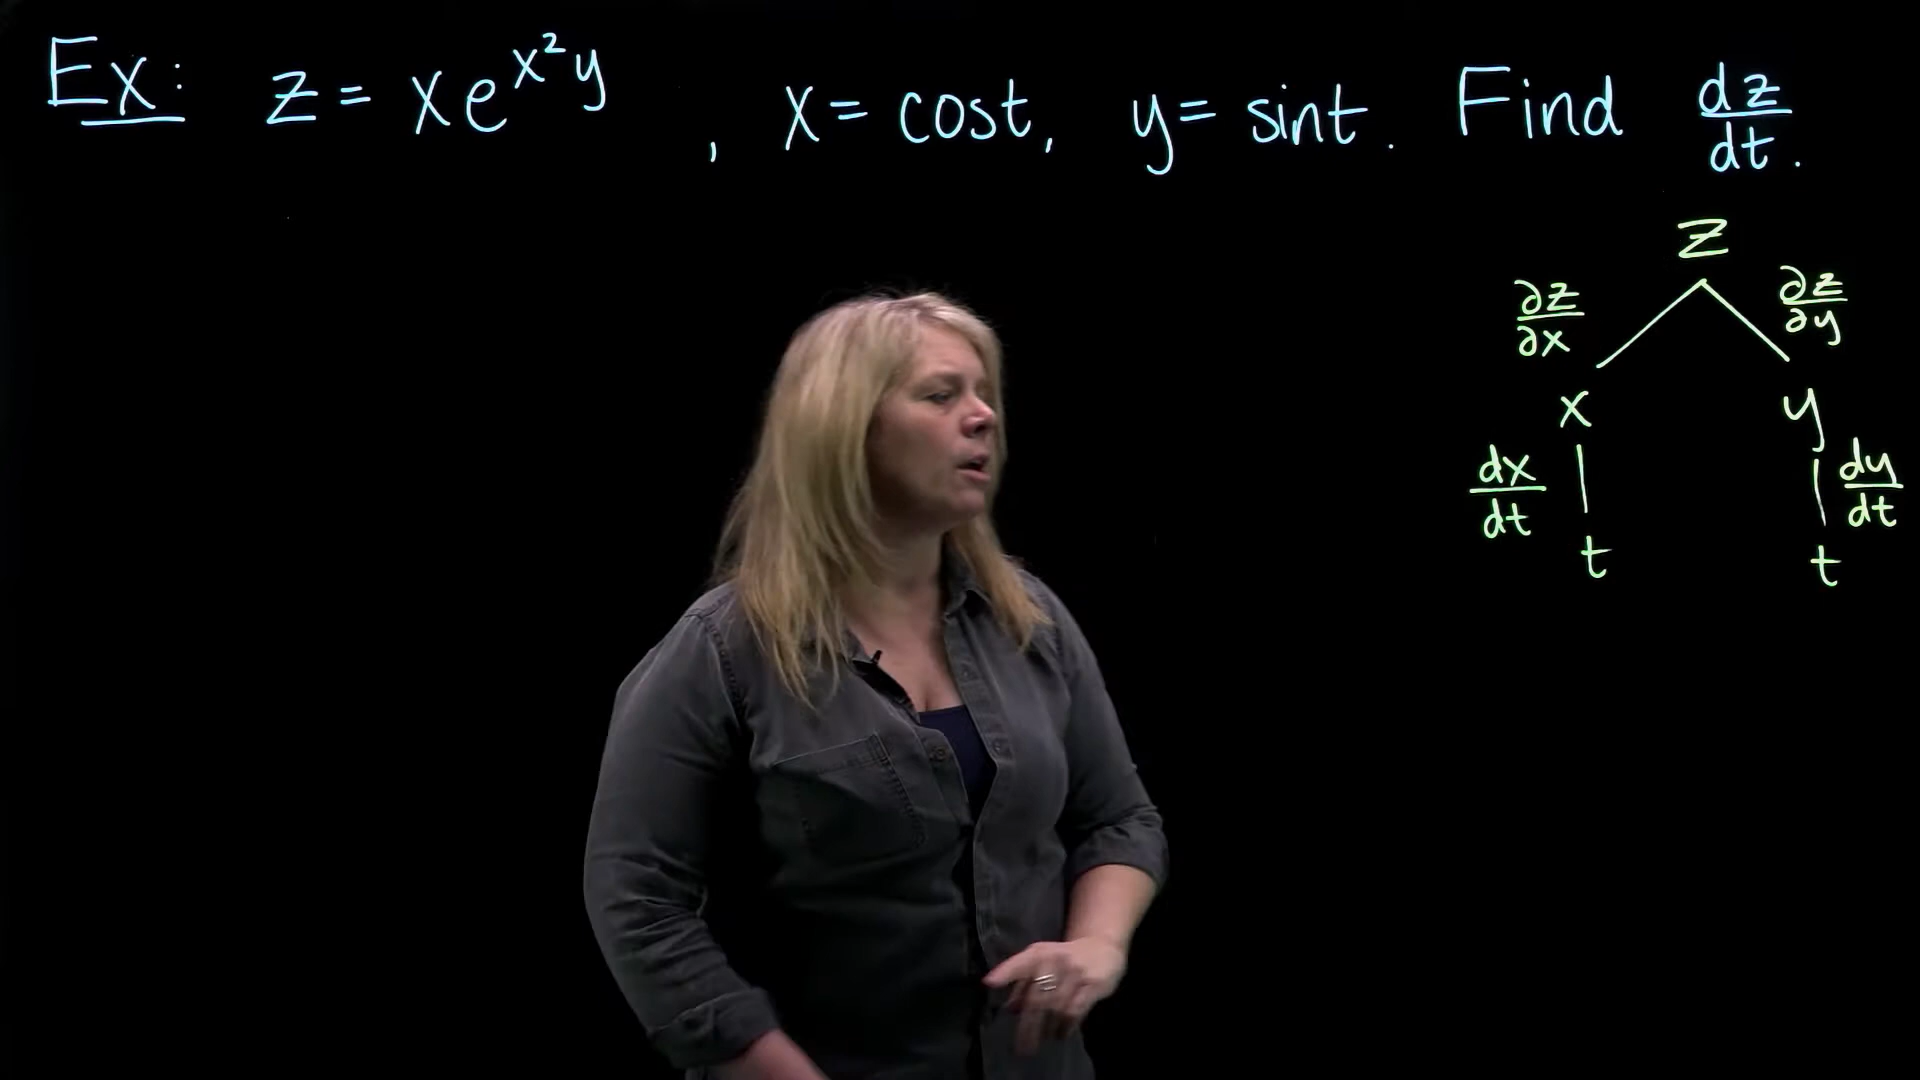 Ex: z = xe^{x²y}, x = cost, y = sint. Find dz/dt.
z
∂z/∂x ∂z/∂y
x y
dx/dt dy/dt
t t